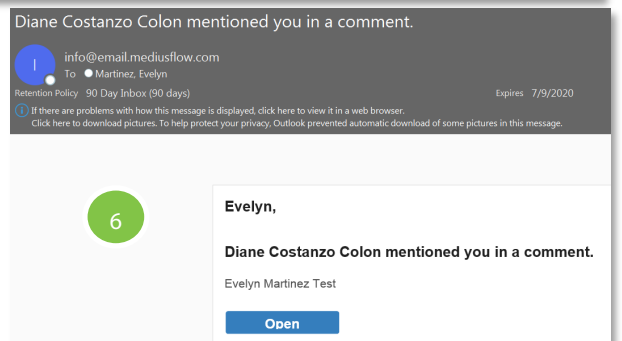 Diane Costanzo Colon mentioned you in a comment.
I
info@email.mediusflow.com
To Martinez, Evelyn
Retention Policy 90 Day Inbox (90 days) Expires 7/9/2020
If there are problems with how this message is displayed, click here to view it in a web browser.
Click here to download pictures. To help protect your privacy, Outlook prevented automatic download of some pictures in this message.
6
Evelyn,
Diane Costanzo Colon mentioned you in a comment.
Evelyn Martinez Test
Open